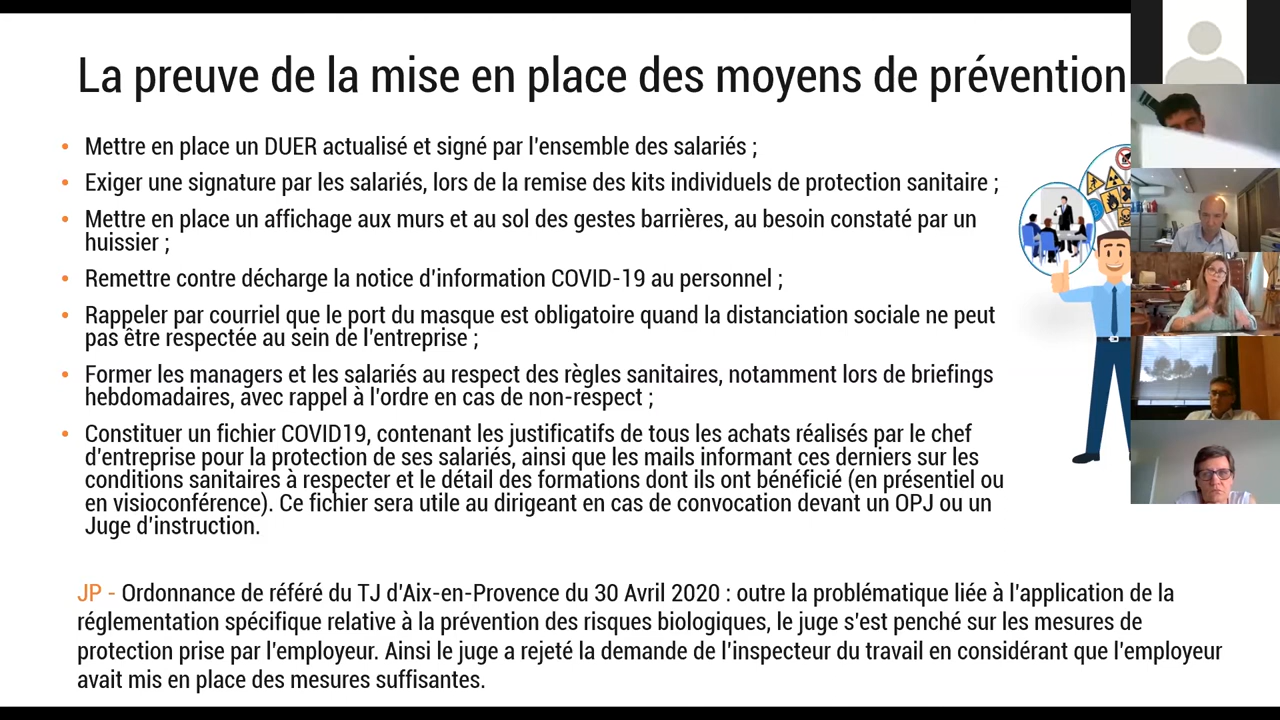 La preuve de la mise en place des moyens de prévention
• Mettre en place un DUER actualisé et signé par l'ensemble des salariés ;
• Exiger une signature par les salariés, lors de la remise des kits individuels de protection sanitaire ;
• Mettre en place un affichage aux murs et au sol des gestes barrières, au besoin constaté par un
huissier ;
• Remettre contre décharge la notice d'information COVID-19 au personnel ;
• Rappeler par courriel que le port du masque est obligatoire quand la distanciation sociale ne peut
pas être respectée au sein de l'entreprise ;
• Former les managers et les salariés au respect des règles sanitaires, notamment lors de briefings
hebdomadaires, avec rappel à l'ordre en cas de non-respect ;
• Constituer un fichier COVID19, contenant les justificatifs de tous les achats réalisés par le chef
d'entreprise pour la protection de ses salariés, ainsi que les mails informant ces derniers sur les
conditions sanitaires à respecter et le détail des formations dont ils ont bénéficié (en présentiel ou
en visioconférence). Ce fichier sera utile au dirigeant en cas de convocation devant un OPJ ou un
Juge d'instruction.
JP - Ordonnance de référé du TJ d'Aix-en-Provence du 30 Avril 2020 : outre la problématique liée à l'application de la
réglementation spécifique relative à la prévention des risques biologiques, le juge s'est penché sur les mesures de
protection prise par l'employeur. Ainsi le juge a rejeté la demande de l'inspecteur du travail en considérant que l'employeur
avait mis en place des mesures suffisantes.